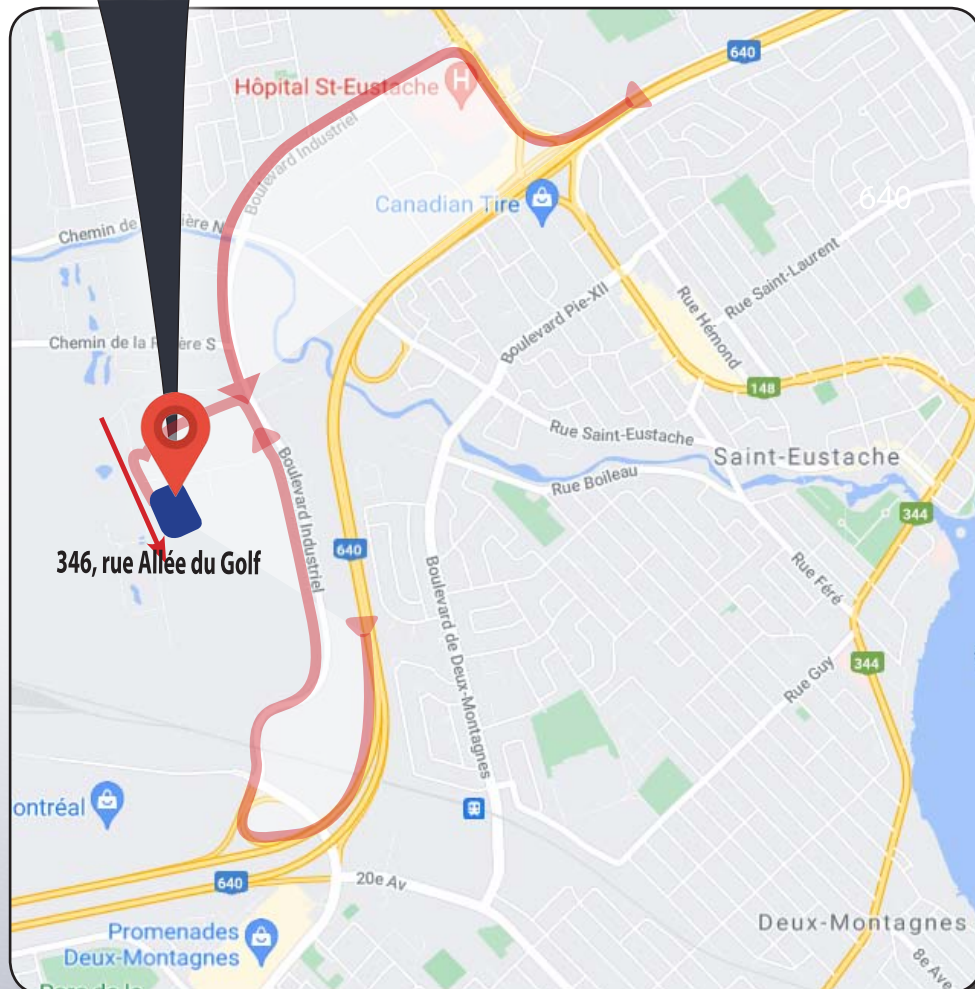 640
Hôpital St-Eustache
H
Boulevard Industriel
Canadian Tire
640
Chemin de
ière N
Rue Saint-Laurent
Boulevard Pie-XII
Rue Hémond
Chemin de la R
ère S
148
Rue Saint-Eustache
Saint-Eustache
Boulevard Industriel
Rue Boileau
344
640
346, rue Allée du Golf
Boulevard de Deux-Montagnes
Rue Féré
344
Rue Guy
ontréal
640
20e Av
Promenades
Deux-Montagnes
Deux-Montagnes
8e Ave